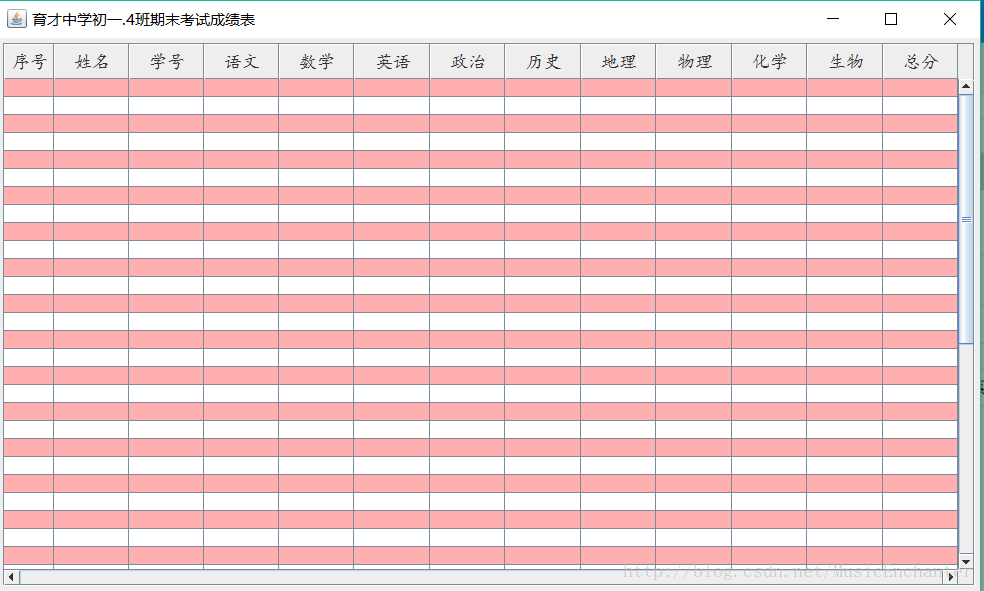 育才中学初一.4班期末考试成绩表
序号 姓名 学号 语文 数学 英语 政治 历史 地理 物理 化学 生物 总分
http://blog.csdn.net/MusicEnchanter